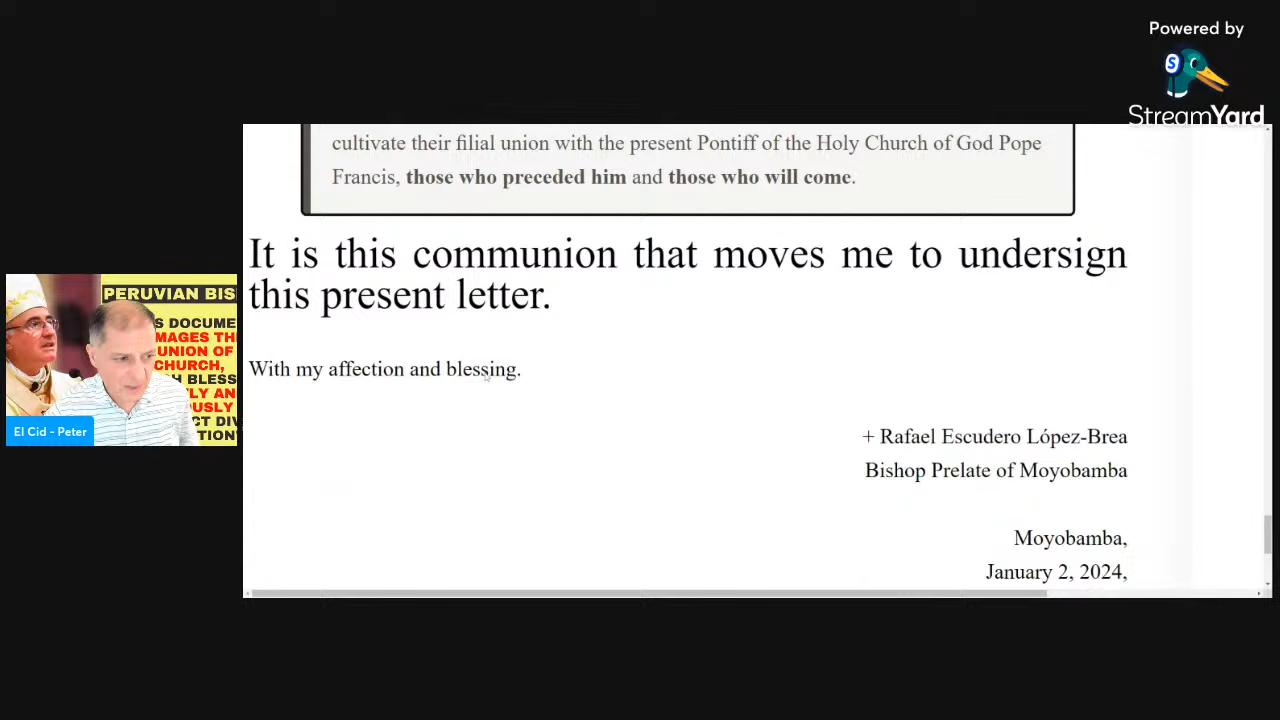 Powered by
StreamYard
cultivate their filial union with the present Pontiff of the Holy Church of God Pope
Francis, those who preceded him and those who will come.
It is this communion that moves me to undersign
this present letter.
With my affection and blessing.
+ Rafael Escudero López-Brea
Bishop Prelate of Moyobamba
Moyobamba,
January 2, 2024,
PERUVIAN BIS
S DOCUME
MAGES TH
UNION OF
CHURCH,
H BLESS
LY AN
OUSLY
CT DIV
TION
El Cid - Peter